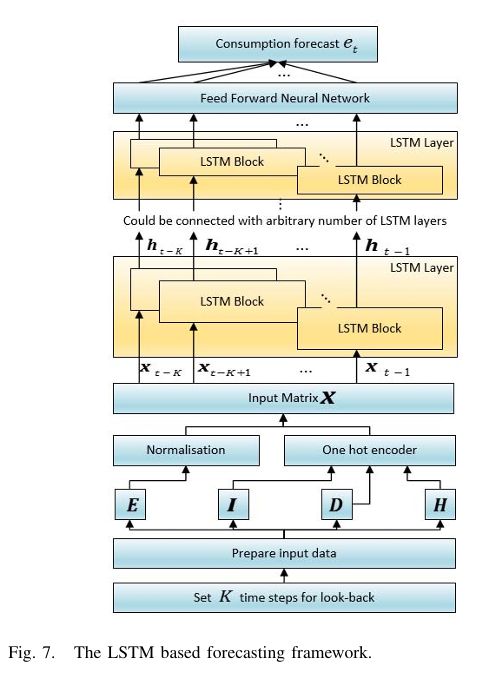 Consumption forecast e_t
...
Feed Forward Neural Network
...
LSTM Layer
LSTM Block
LSTM Block
Could be connected with arbitrary number of LSTM layers
h_{t-K} h_{t-K+1} ... h_{t-1}
LSTM Layer
LSTM Block
LSTM Block
x_{t-K} x_{t-K+1} ... x_{t-1}
Input Matrix X
Normalisation One hot encoder
E I D H
Prepare input data
Set K time steps for look-back
Fig. 7. The LSTM based forecasting framework.